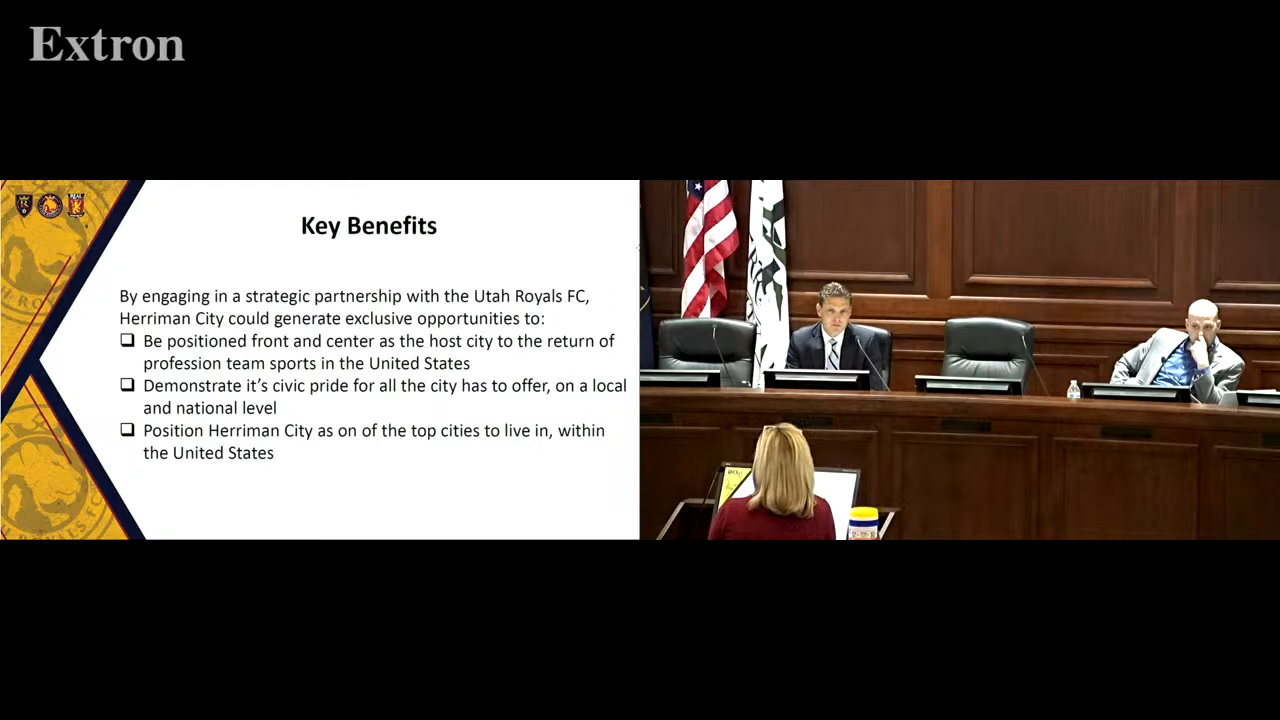 Extron
Key Benefits
By engaging in a strategic partnership with the Utah Royals FC,
Herriman City could generate exclusive opportunities to:
Be positioned front and center as the host city to the return of
profession team sports in the United States
Demonstrate it's civic pride for all the city has to offer, on a local
and national level
Position Herriman City as on of the top cities to live in, within
the United States